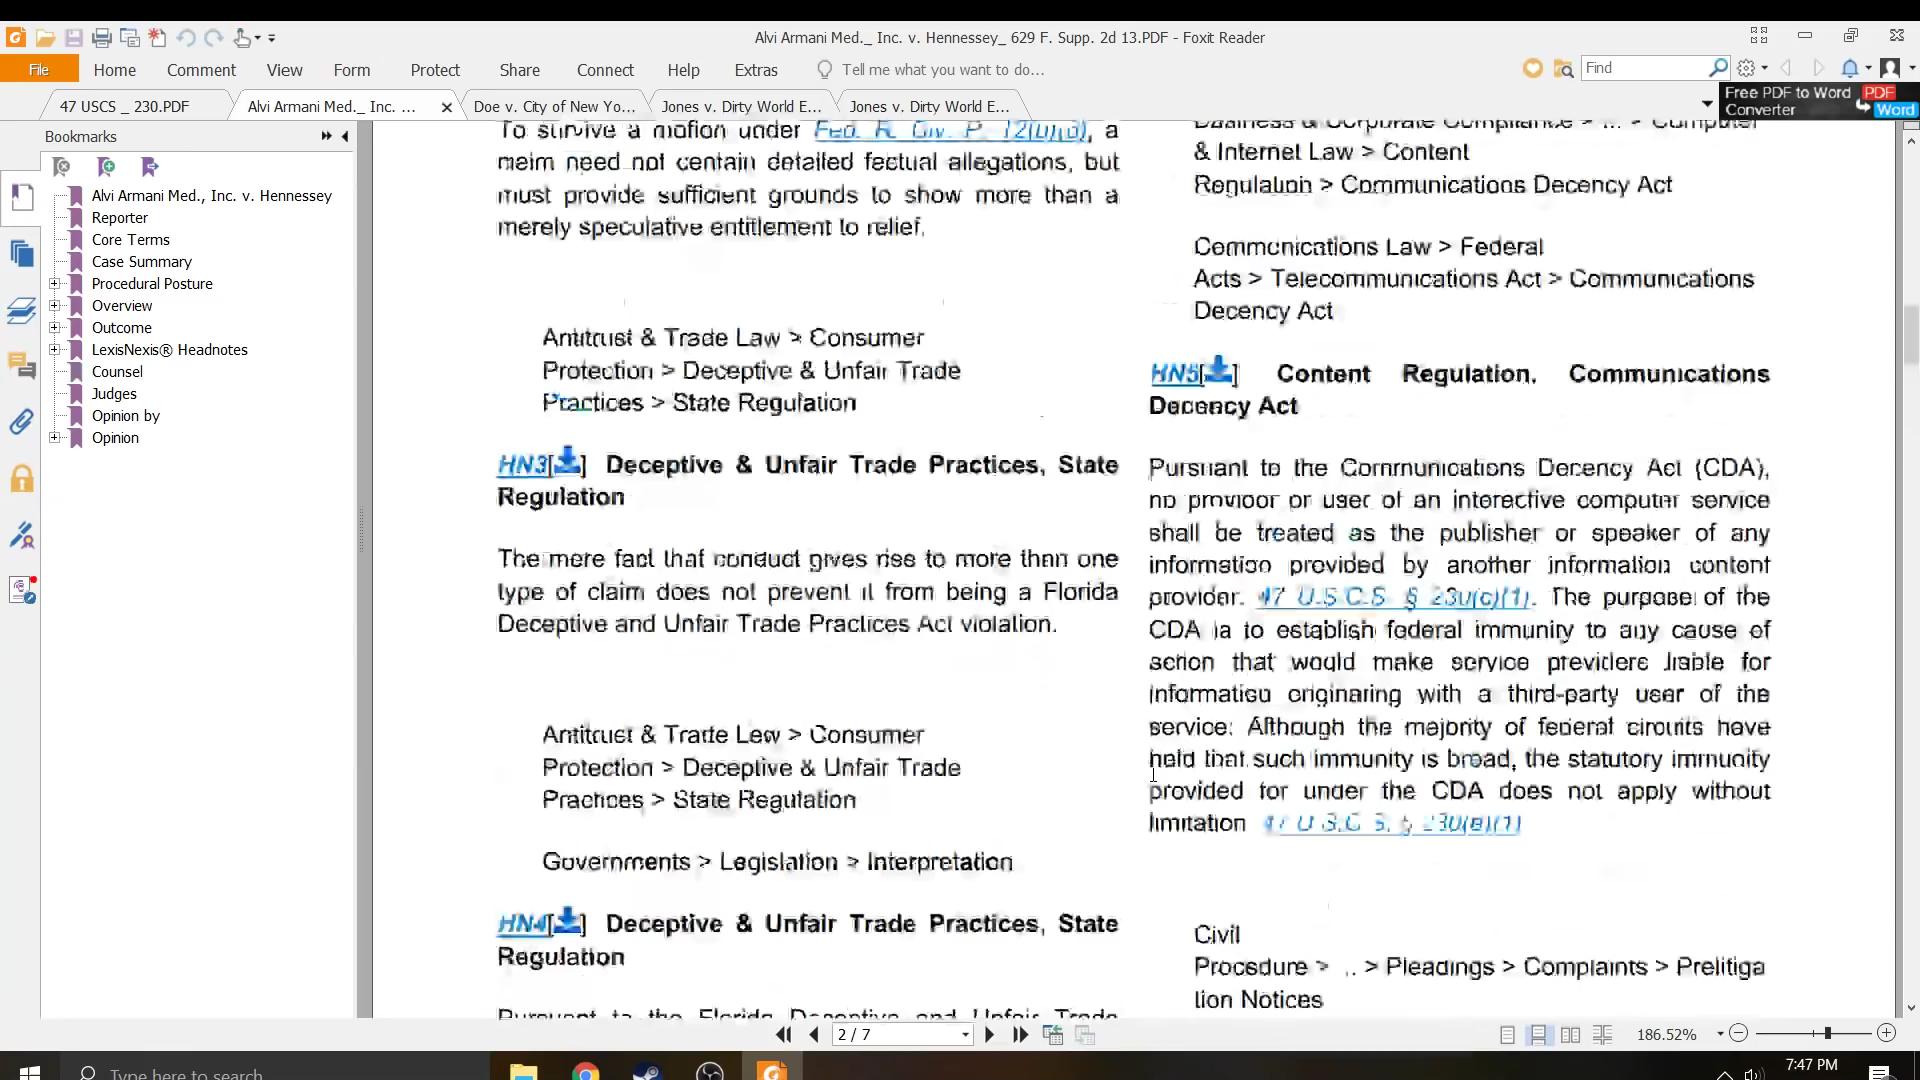 Alvi Armani Med._ Inc. v. Hennessey_ 629 F. Supp. 2d 13.PDF - Foxit Reader
File Home Comment View Form Protect Share Connect Help Extras Tell me what you want to do... Find
Free PDF to Word
Converter
PDF
Word
47 USCS _ 230.PDF
Alvi Armani Med._ Inc. ...
Doe v. City of New Yo...
Jones v. Dirty World E...
Jones v. Dirty World E...
Bookmarks
Alvi Armani Med., Inc. v. Hennessey
Reporter
Core Terms
Case Summary
Procedural Posture
Overview
Outcome
LexisNexis® Headnotes
Counsel
Judges
Opinion by
Opinion
To survive a motion under Fed. R. Civ. P. 12(b)(6), a
need not contain detailed factual allegations, but
must provide sufficient grounds to show more than a
merely speculative entitlement to relief.
Antitrust & Trade Law > Consumer
Protection > Deceptive & Unfair Trade
Practices > State Regulation
HN3[ ] Deceptive & Unfair Trade Practices, State
Regulation
The mere fact that conduct gives rise to more than one
type of claim does not prevent it from being a Florida
Deceptive and Unfair Trade Practices Act violation.
Antitrust & Trade Law > Consumer
Protection > Deceptive & Unfair Trade
Practices > State Regulation
Governments > Legislation > Interpretation
HN4[ ] Deceptive & Unfair Trade Practices, State
Regulation
Pursuant to the Florida Deceptive and Unfair Trade
Business & Corporate Compliance > ... > Computer
& Internet Law > Content
Regulation > Communications Decency Act
Communications Law > Federal
Acts > Telecommunications Act > Communications
Decency Act
HN5[ ] Content Regulation, Communications
Decency Act
Pursuant to the Communications Decency Act (CDA),
no provider or user of an interactive computer service
shall be treated as the publisher or speaker of any
information provided by another information content
provider. 47 U.S.C.S. § 230(c)(1). The purpose of the
CDA is to establish federal immunity to any cause of
action that would make service providers liable for
information originating with a third-party user of the
service. Although the majority of federal circuits have
held that such immunity is broad, the statutory immunity
provided for under the CDA does not apply without
limitation. 47 U.S.C.S. § 230(e)(1)
Civil
Procedure > ... > Pleadings > Complaints > Prelitiga
tion Notices
2 / 7
186.52%
Type here to search
7:47 PM